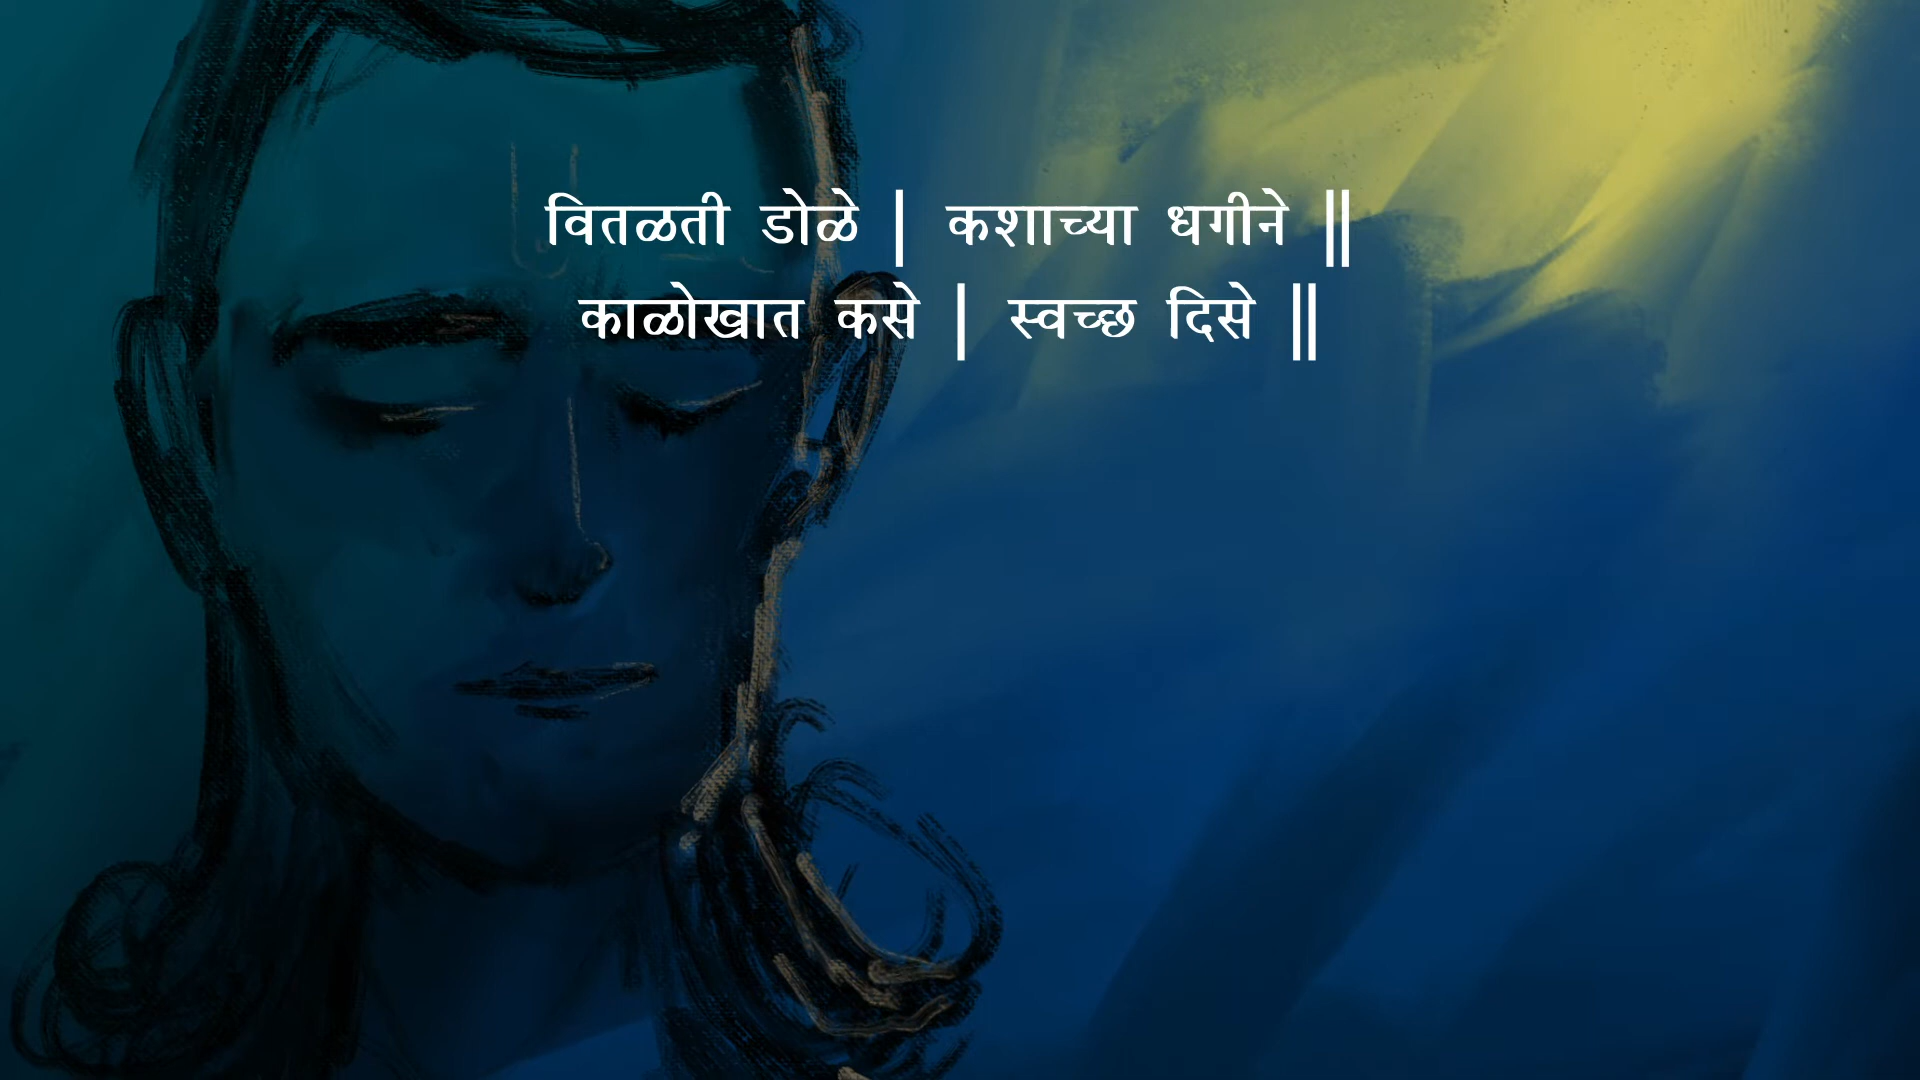 वितळती डोळे | कशाच्या धगीने ||
काळोखात कसे | स्वच्छ दिसे ||